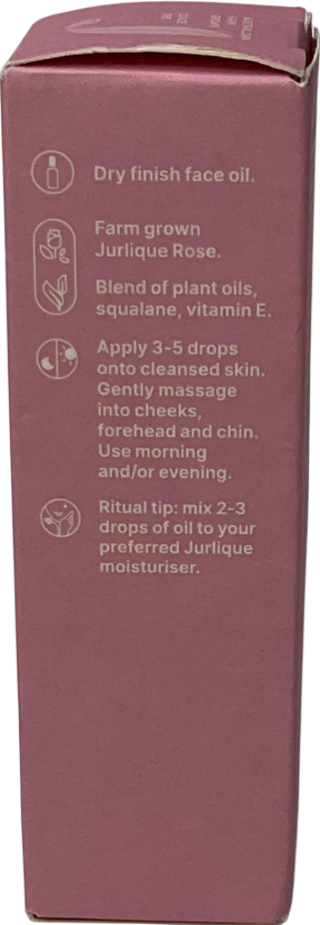 Dry finish face oil.
Farm grown
Jurlique Rose.
Blend of plant oils,
squalane, vitamin E.
Apply 3-5 drops
onto cleansed skin.
Gently massage
into cheeks,
forehead and chin.
Use morning
and/or evening.
Ritual tip: mix 2-3
drops of oil to your
preferred Jurlique
moisturiser.